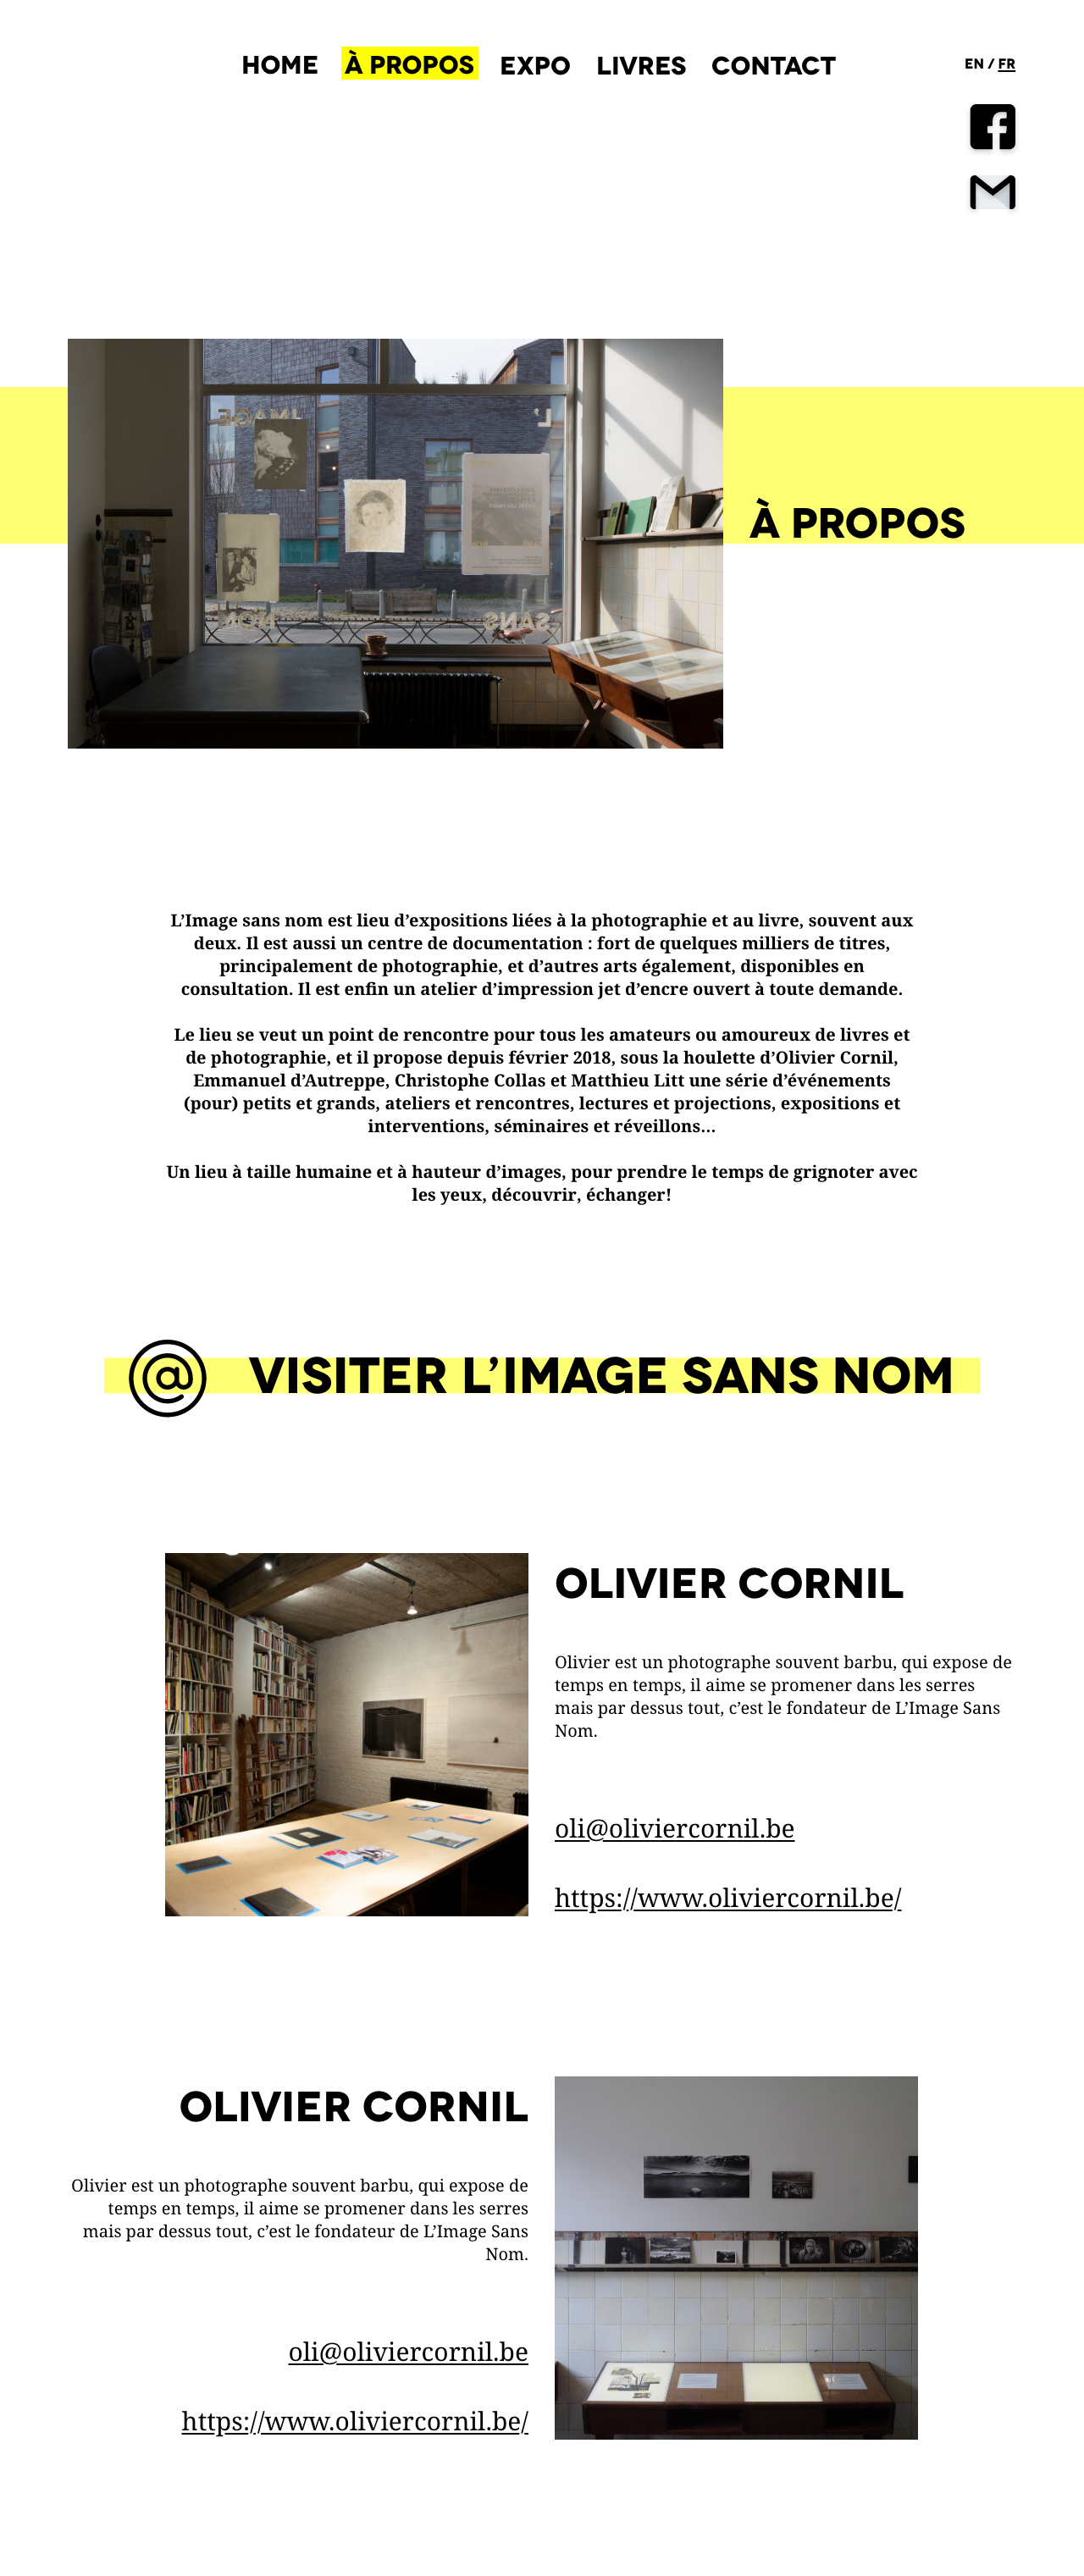 HOME À PROPOS EXPO LIVRES CONTACT
EN / FR
L'
IMAGE
SANS
NOM
À PROPOS
L’Image sans nom est lieu d’expositions liées à la photographie et au livre, souvent aux
deux. Il est aussi un centre de documentation : fort de quelques milliers de titres,
principalement de photographie, et d’autres arts également, disponibles en
consultation. Il est enfin un atelier d’impression jet d’encre ouvert à toute demande.
Le lieu se veut un point de rencontre pour tous les amateurs ou amoureux de livres et
de photographie, et il propose depuis février 2018, sous la houlette d’Olivier Cornil,
Emmanuel d’Autreppe, Christophe Collas et Matthieu Litt une série d’événements
(pour) petits et grands, ateliers et rencontres, lectures et projections, expositions et
interventions, séminaires et réveillons...
Un lieu à taille humaine et à hauteur d’images, pour prendre le temps de grignoter avec
les yeux, découvrir, échanger!
@ VISITER L’IMAGE SANS NOM
OLIVIER CORNIL
Olivier est un photographe souvent barbu, qui expose de
temps en temps, il aime se promener dans les serres
mais par dessus tout, c’est le fondateur de L’Image Sans
Nom.
oli@oliviercornil.be
https://www.oliviercornil.be/
OLIVIER CORNIL
Olivier est un photographe souvent barbu, qui expose de
temps en temps, il aime se promener dans les serres
mais par dessus tout, c’est le fondateur de L’Image Sans
Nom.
oli@oliviercornil.be
https://www.oliviercornil.be/